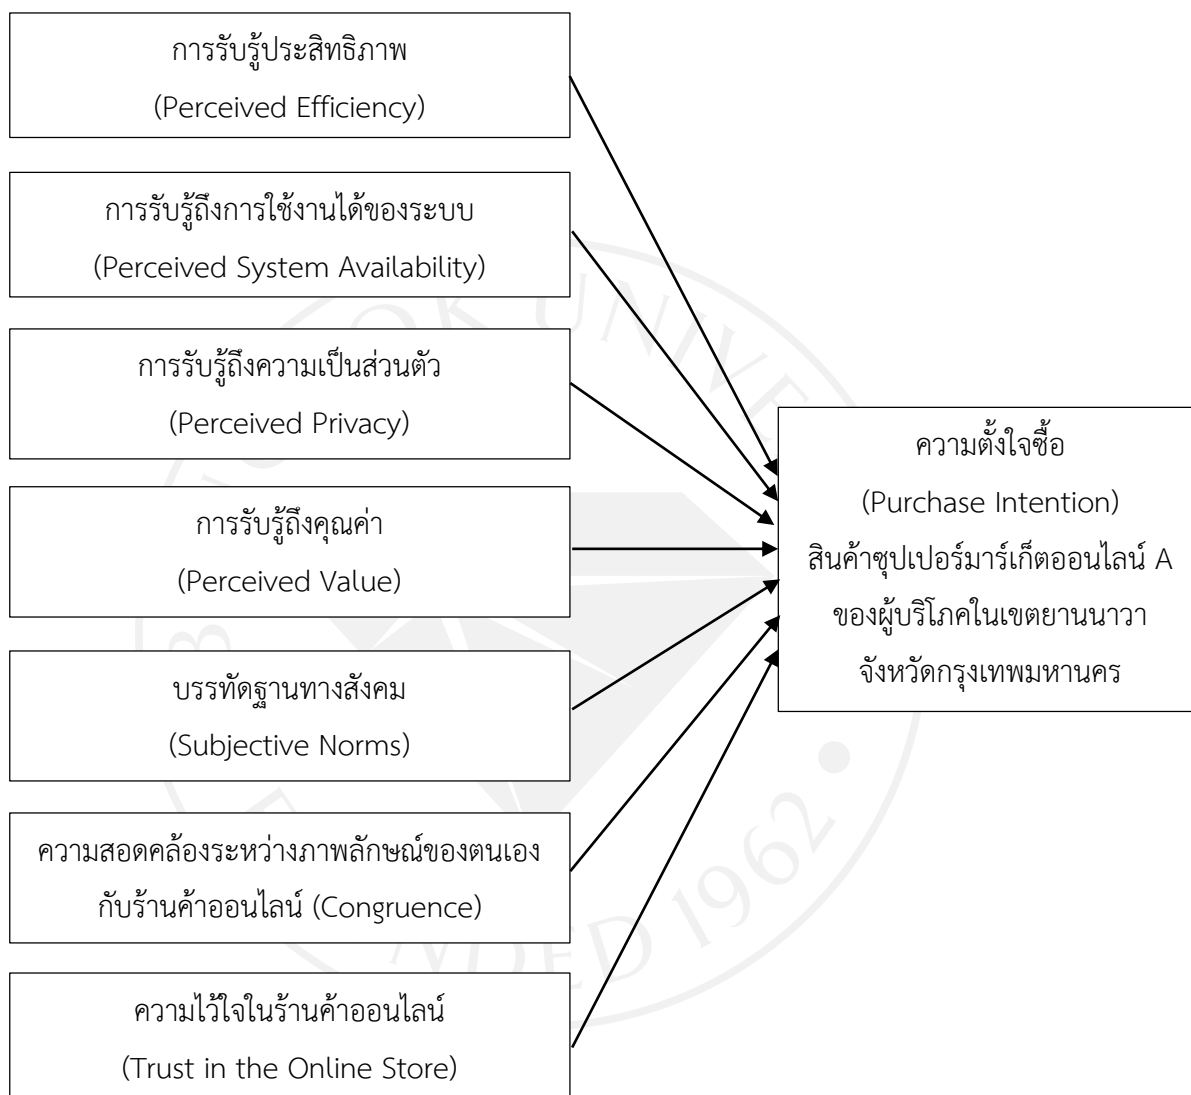 การรับรู้ประสิทธิภาพ
(Perceived Efficiency)
การรับรู้ถึงการใช้งานได้ของระบบ
(Perceived System Availability)
การรับรู้ถึงความเป็นส่วนตัว
(Perceived Privacy)
การรับรู้ถึงคุณค่า
(Perceived Value)
บรรทัดฐานทางสังคม
(Subjective Norms)
ความสอดคล้องระหว่างภาพลักษณ์ของตนเอง
กับร้านค้าออนไลน์ (Congruence)
ความไว้ใจในร้านค้าออนไลน์
(Trust in the Online Store)
ความตั้งใจซื้อ
(Purchase Intention)
สินค้าซุปเปอร์มาร์เก็ตออนไลน์ A
ของผู้บริโภคในเขตยานนาวา
จังหวัดกรุงเทพมหานคร
1962